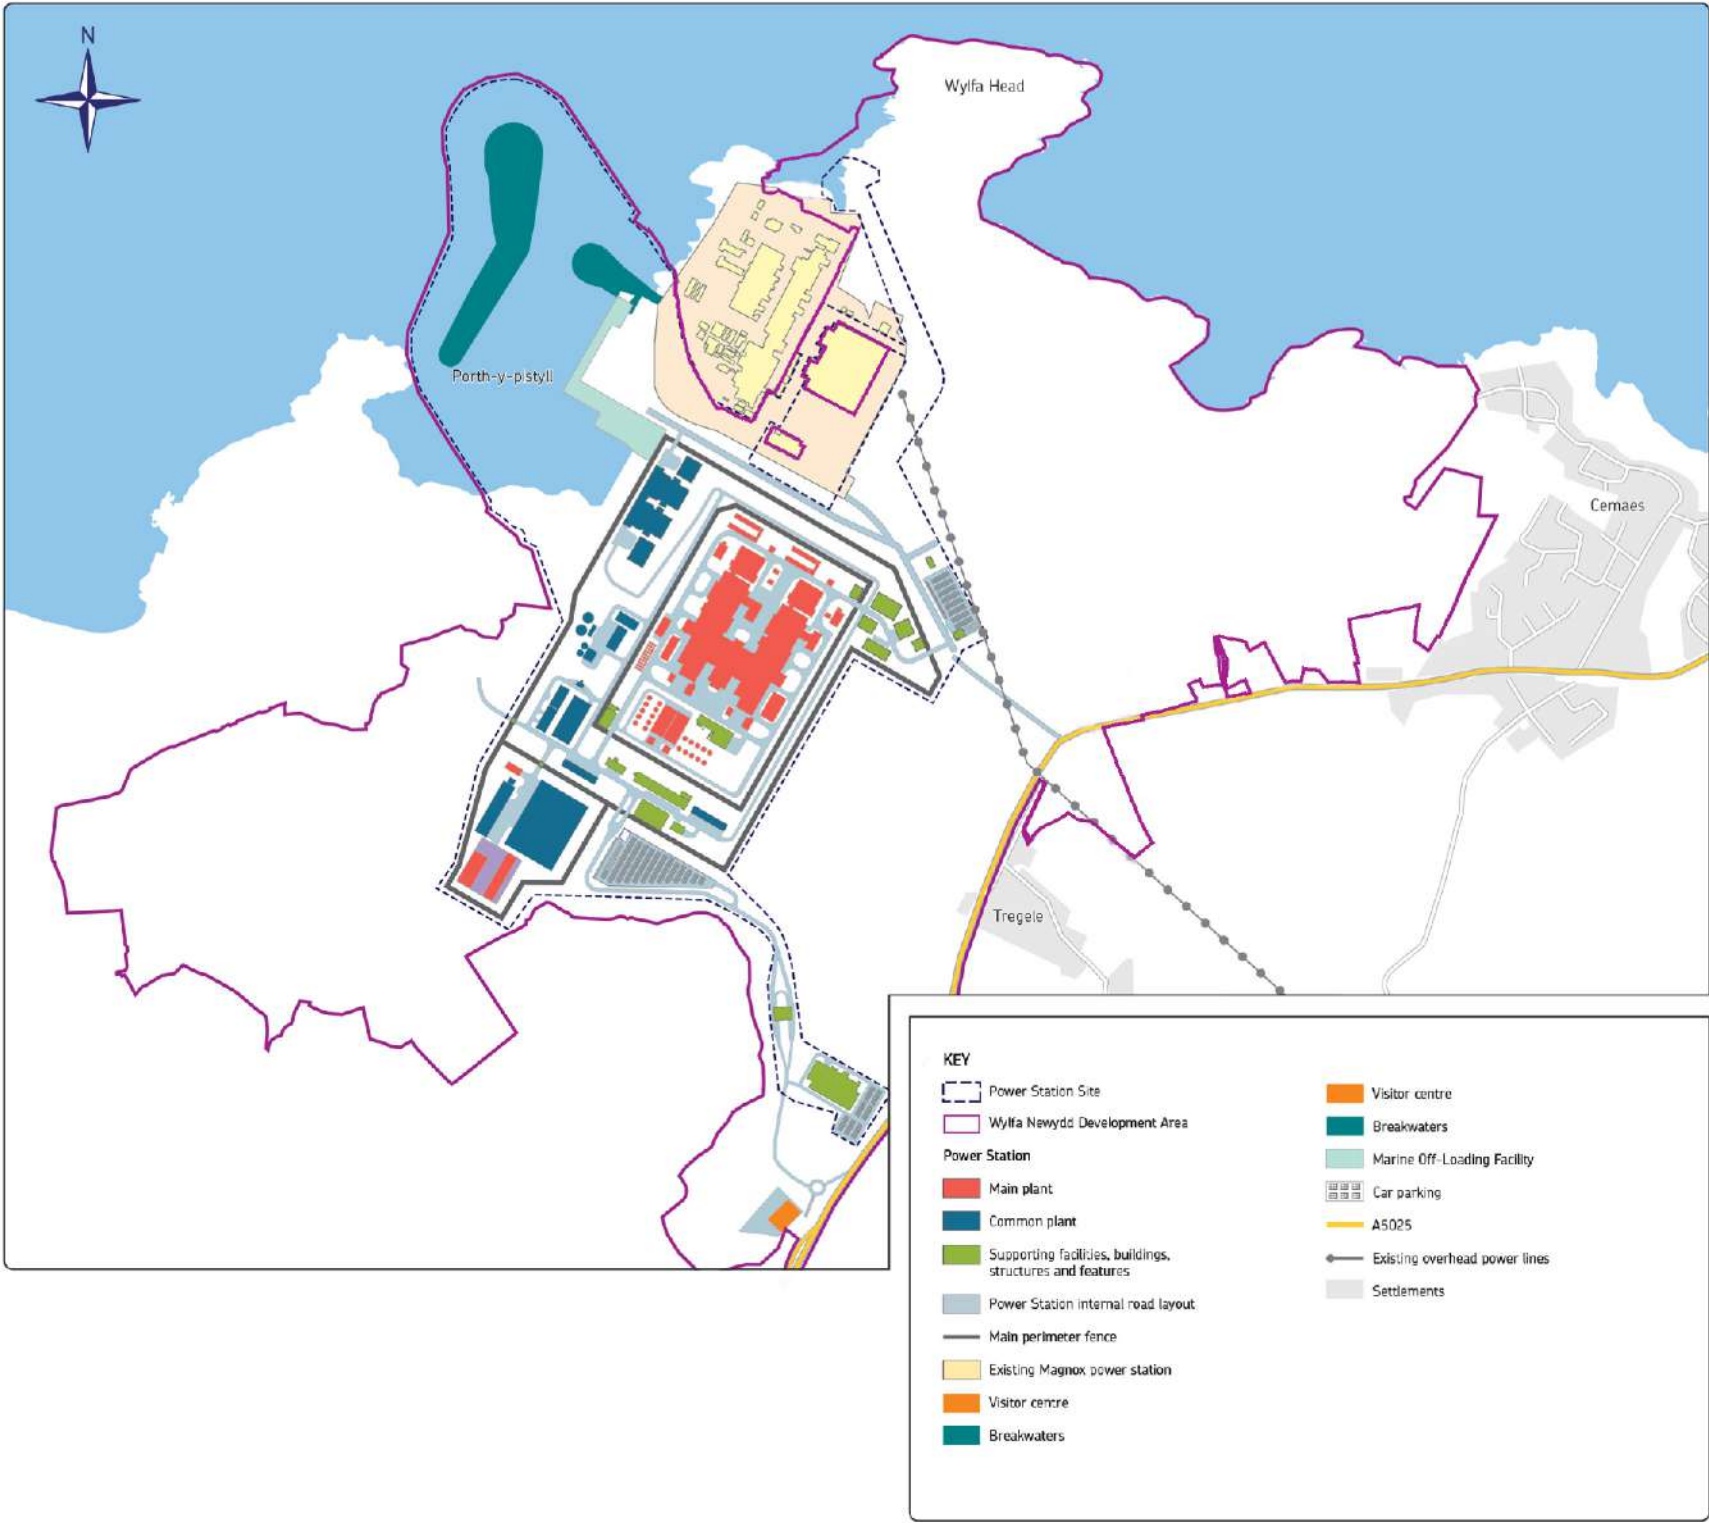 N
Wylfa Head
Porth-y-pistyll
Cemaes
Tregele
KEY
Power Station Site
Wylfa Newydd Development Area
Power Station
Main plant
Common plant
Supporting facilities, buildings,
structures and features
Power Station internal road layout
Main perimeter fence
Existing Magnox power station
Visitor centre
Breakwaters
Visitor centre
Breakwaters
Marine Off-Loading Facility
Car parking
A5025
Existing overhead power lines
Settlements